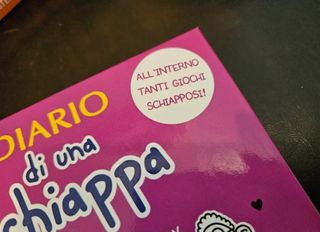 ALL'INTERNO
TANTI GIOCHI
SCHIAPPOSI!
DIARIO
di una
schiappa